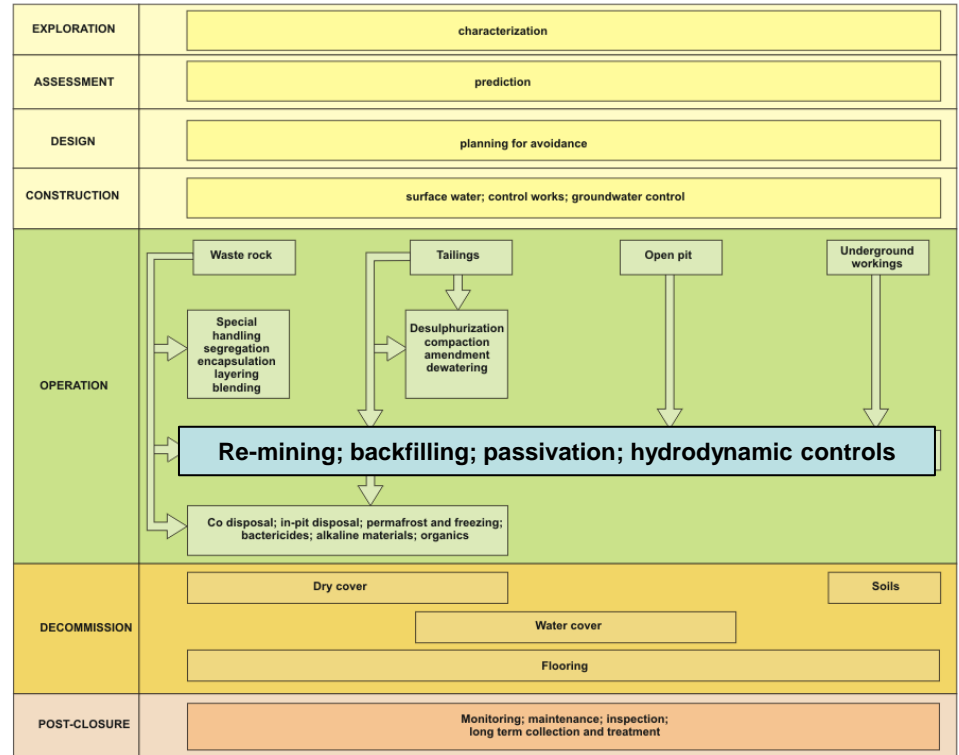 EXPLORATION
characterization
ASSESSMENT
prediction
DESIGN
planning for avoidance
CONSTRUCTION
surface water; control works; groundwater control
OPERATION
Waste rock
Tailings
Open pit
Underground
workings
Special
handling
segregation
encapsulation
layering
blending
Desulphurization
compaction
amendment
dewatering
Re-mining; backfilling; passivation; hydrodynamic controls
Co disposal; in-pit disposal; permafrost and freezing;
bactericides; alkaline materials; organics
DECOMMISSION
Dry cover
Soils
Water cover
Flooring
POST-CLOSURE
Monitoring; maintenance; inspection;
long term collection and treatment